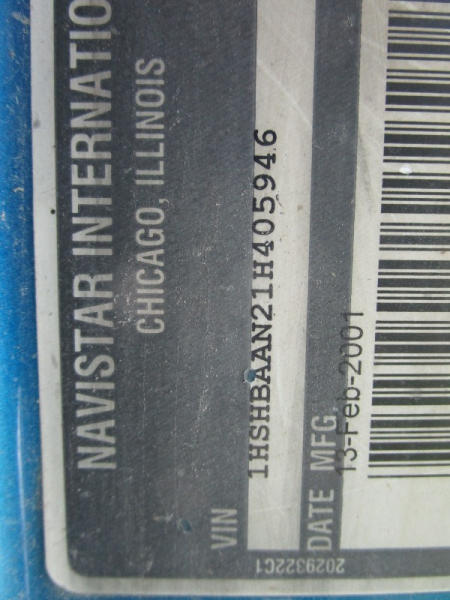 NAVISTAR INTERNATIO
CHICAGO, ILLINOIS
VIN 1HSHBAAN21H405946
DATE MFG. 13-Feb-2001
2029322C1